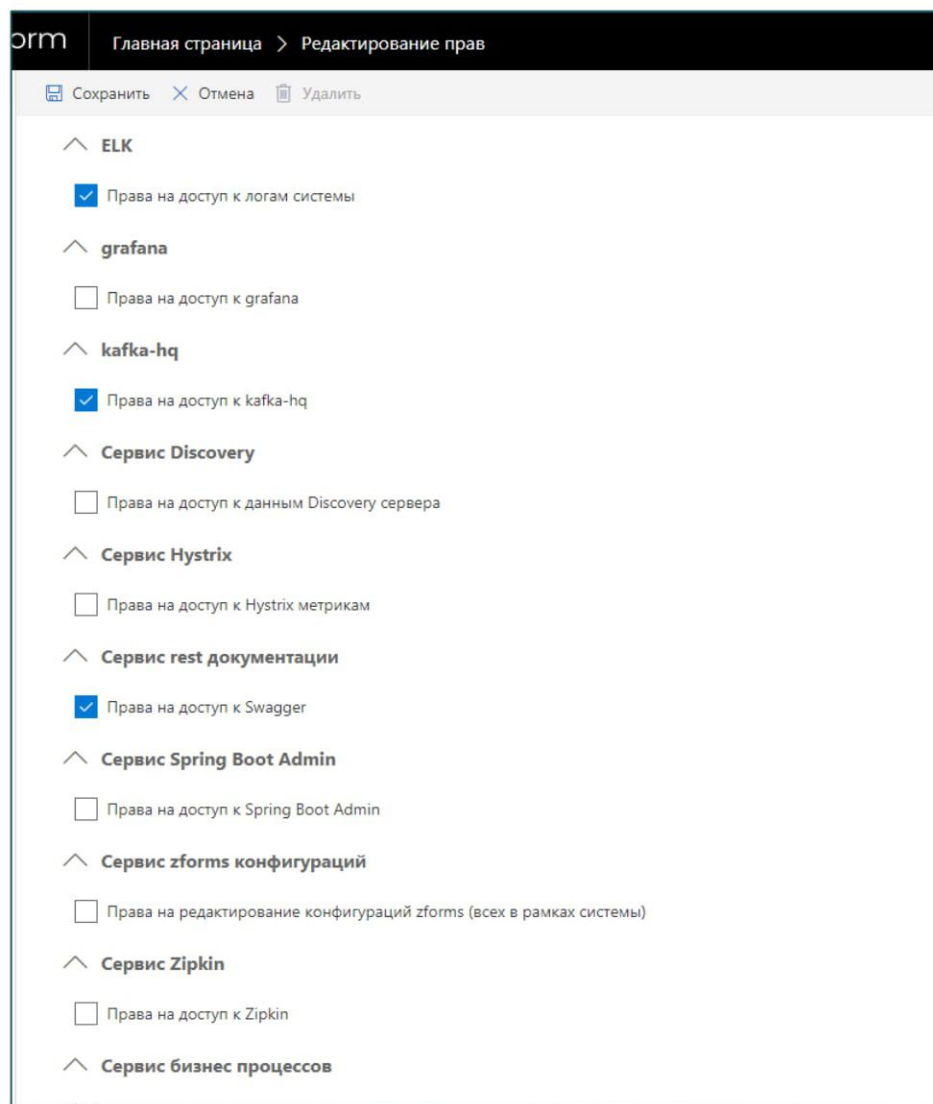 orm
Главная страница > Редактирование прав
Сохранить Отмена Удалить
ELK
Права на доступ к логам системы
grafana
Права на доступ к grafana
kafka-hq
Права на доступ к kafka-hq
Сервис Discovery
Права на доступ к данным Discovery сервера
Сервис Hystrix
Права на доступ к Hystrix метрикам
Сервис rest документации
Права на доступ к Swagger
Сервис Spring Boot Admin
Права на доступ к Spring Boot Admin
Сервис zforms конфигураций
Права на редактирование конфигураций zforms (всех в рамках системы)
Сервис Zipkin
Права на доступ к Zipkin
Сервис бизнес процессов